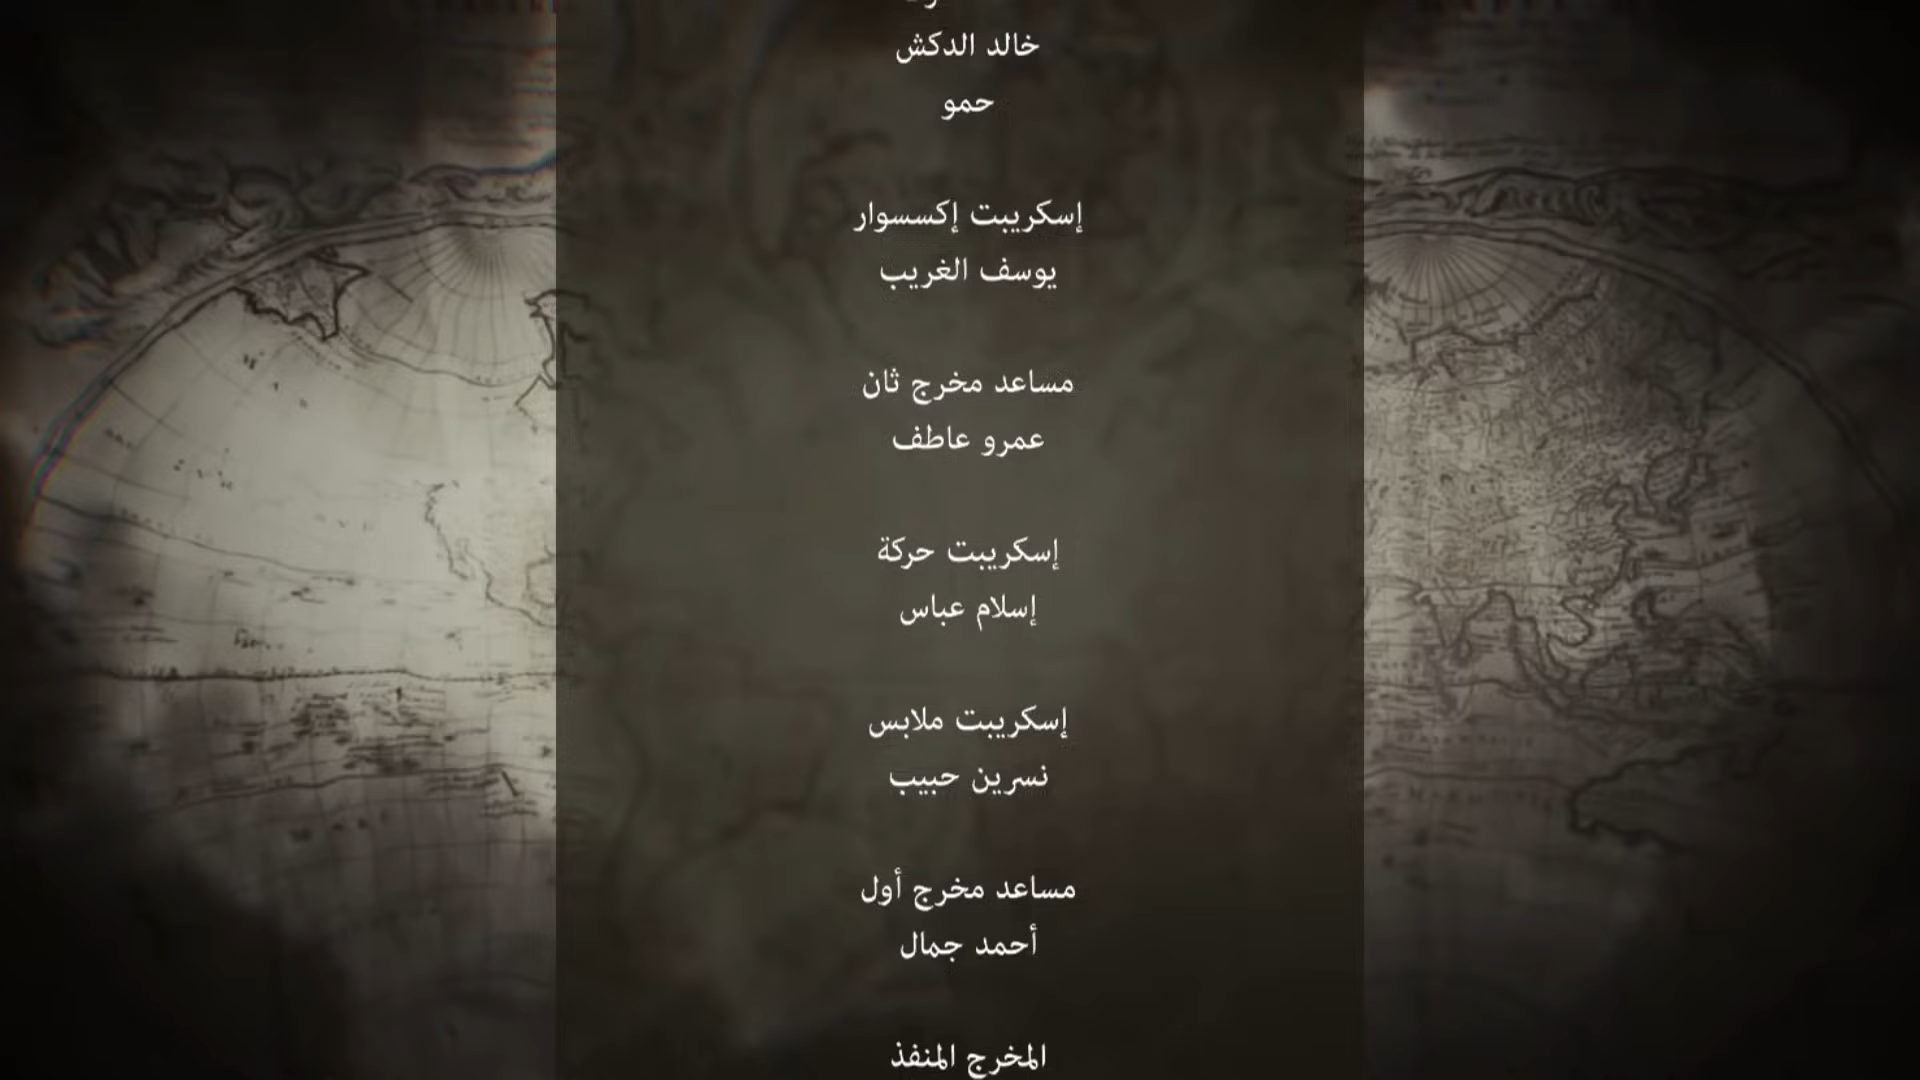 خالد الدكش
حمو
إسكريبت إكسسوار
يوسف الغريب
مساعد مخرج ثان
عمرو عاطف
إسكريبت حركة
إسلام عباس
إسكريبت ملابس
نسرين حبيب
مساعد مخرج أول
أحمد جمال
المخرج المنفذ